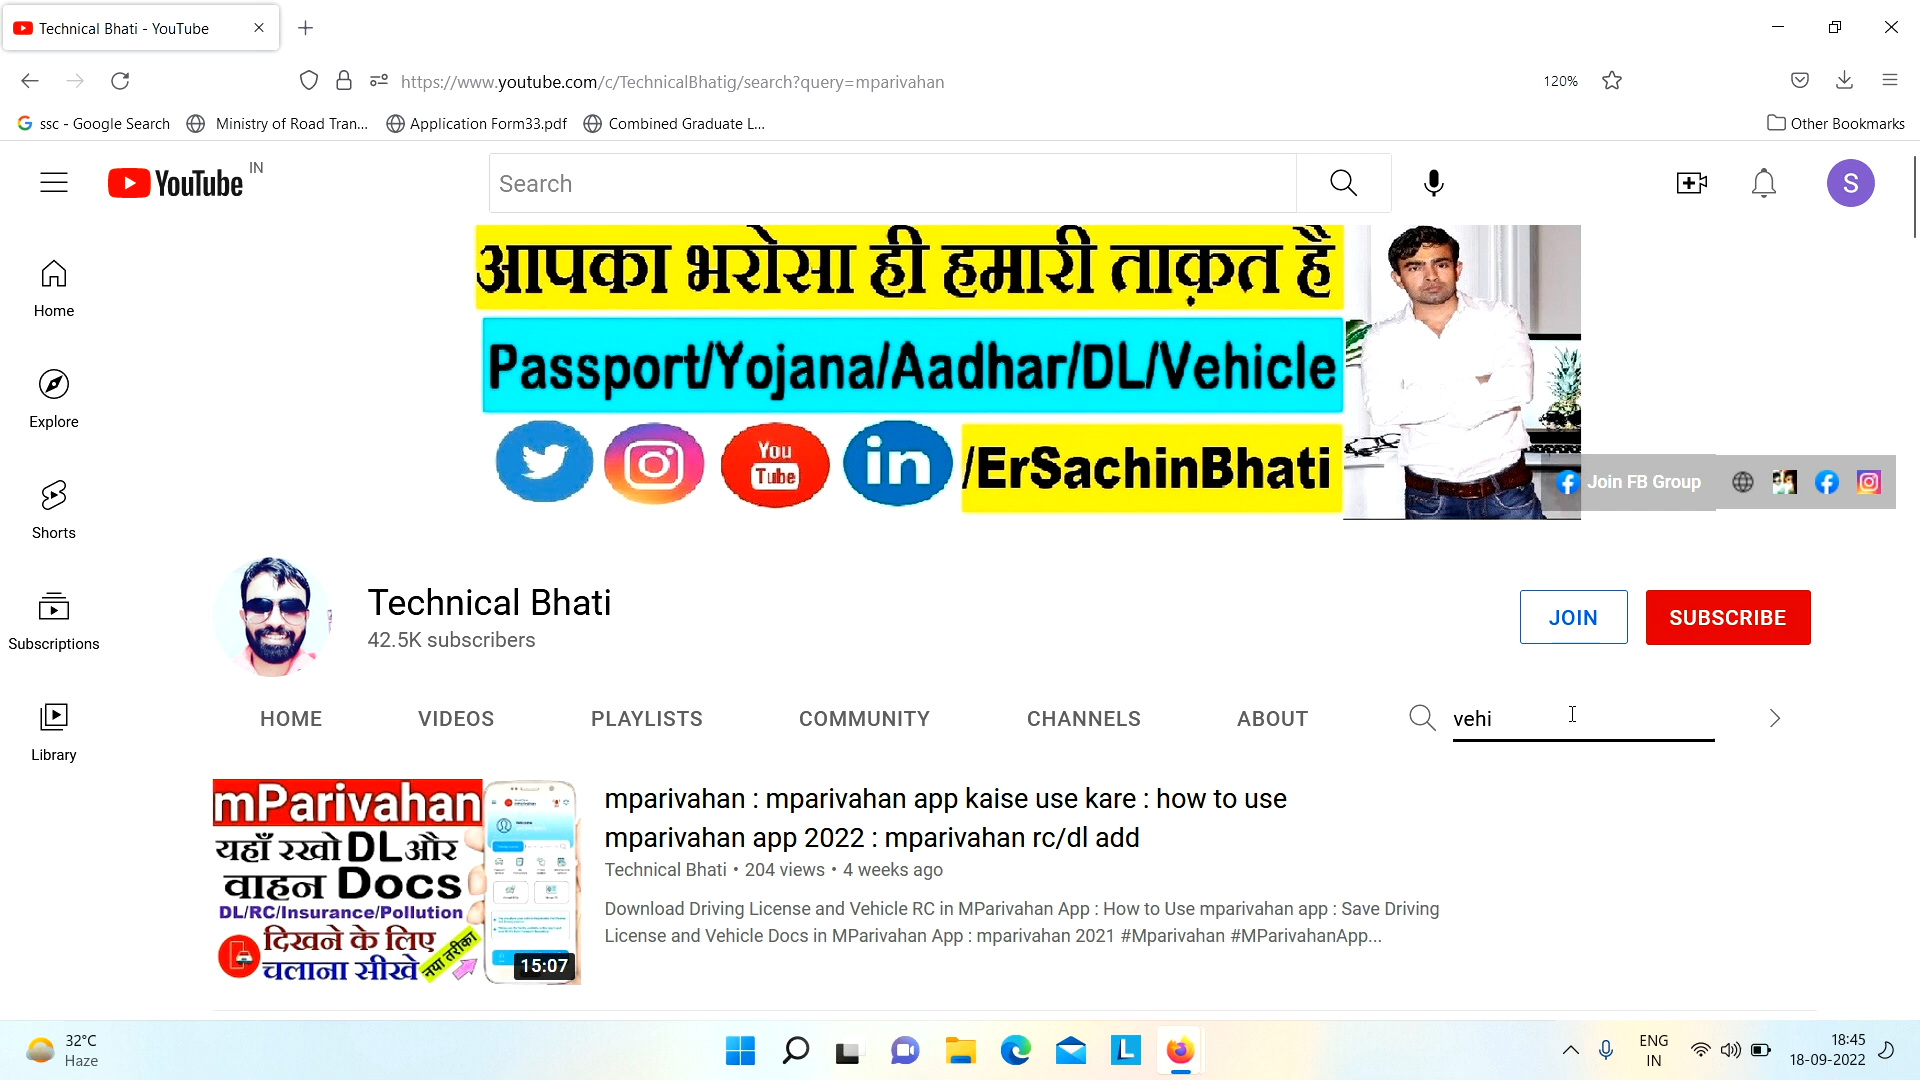 Technical Bhati - YouTube
https://www.youtube.com/c/TechnicalBhatig/search?query=mparivahan
120%
ssc - Google Search
Ministry of Road Tran...
Application Form33.pdf
Combined Graduate L...
Other Bookmarks
YouTube IN
Search
S
आपका भरोसा ही हमारी ताक़त है
Passport/Yojana/Aadhar/DL/Vehicle
You
Tube
in
/ErSachinBhati
Join FB Group
Home
Explore
Shorts
Subscriptions
Library
Technical Bhati
42.5K subscribers
JOIN
SUBSCRIBE
HOME
VIDEOS
PLAYLISTS
COMMUNITY
CHANNELS
ABOUT
vehi
mParivahan
यहाँ रखो DL और
वाहन Docs
DL/RC/Insurance/Pollution
दिखने के लिए
चलाना सीखे
नया तरीका
15:07
mparivahan : mparivahan app kaise use kare : how to use
mparivahan app 2022 : mparivahan rc/dl add
Technical Bhati • 204 views • 4 weeks ago
Download Driving License and Vehicle RC in MParivahan App : How to Use mparivahan app : Save Driving
License and Vehicle Docs in MParivahan App : mparivahan 2021 #Mparivahan #MParivahanApp...
32°C
Haze
L
ENG
IN
18:45
18-09-2022